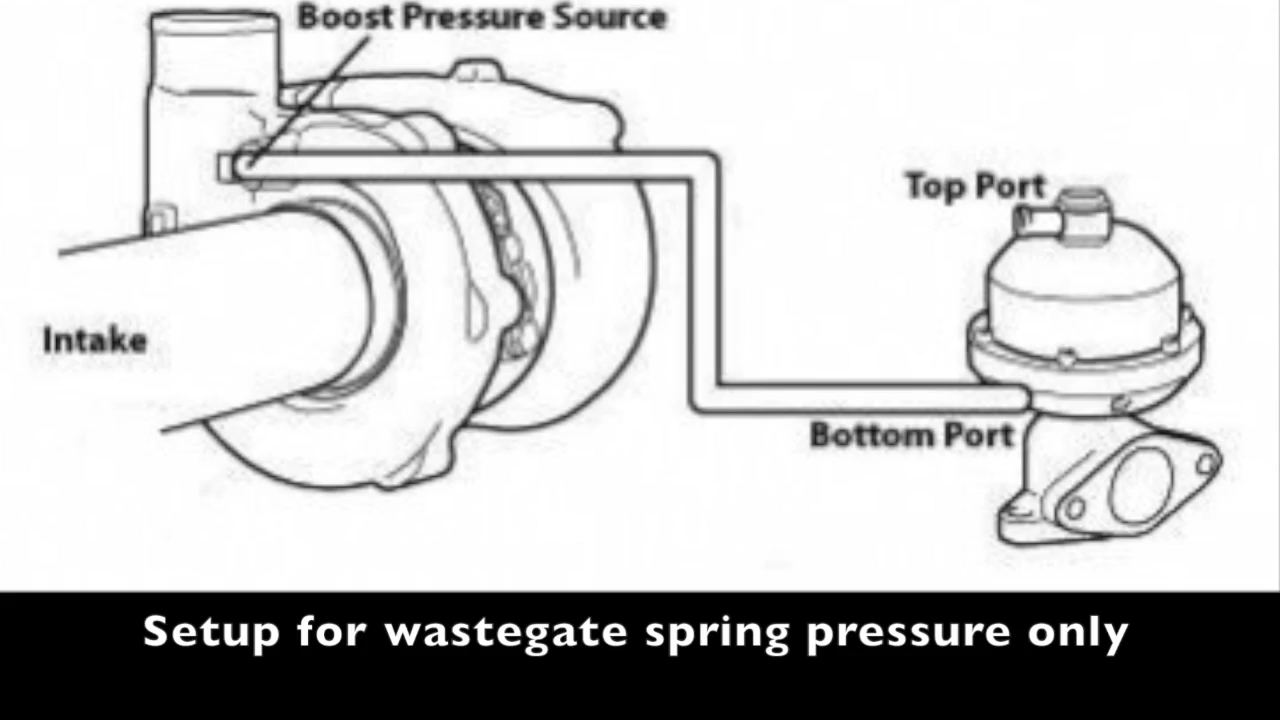 Boost Pressure Source
Top Port
Intake
Bottom Port
Setup for wastegate spring pressure only